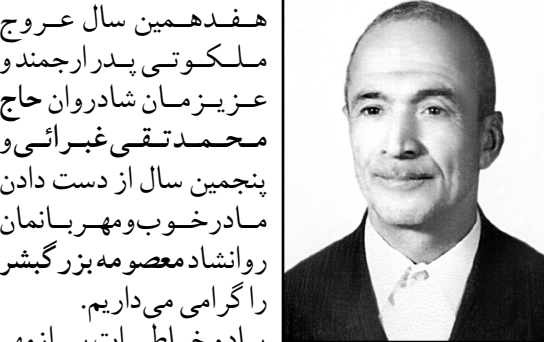 هفدهمین سال عروج
ملکوتی پدر ارجمند و
عزیزمان شادروان حاج
محمدتقی غبرائی و
پنجمین سال از دست دادن
مادر خوب و مهربانمان
روانشاد معصومه بزرگبشر
را گرامی می‌داریم.